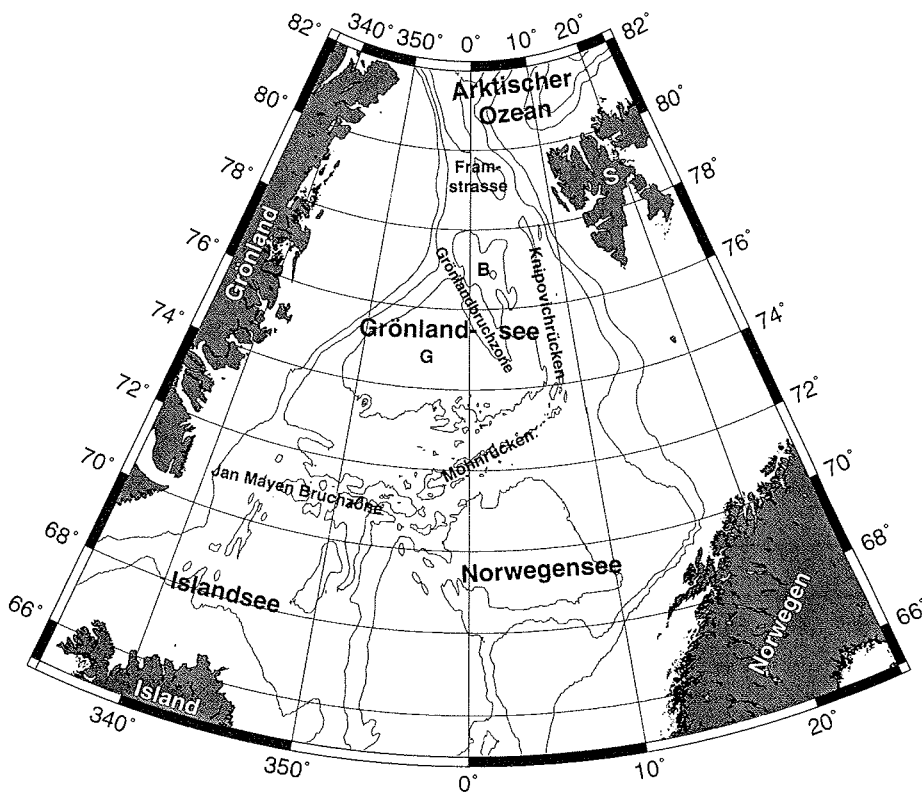 82° 340° 350° 0° 10° 20° 82°
Arktischer
Ozean
80° 80°
Fram-
strasse
S
78° 78°
76° 76°
Grönland
B
Grönlandbruchzone
Knipovichrücken
74° 74°
Grönland- see
G
72° 72°
Mohnrücken
70° 70°
Jan Mayen Bruchzone
68° 68°
Norwegensee
Islandsee
Norwegen
66° 66°
Island
340° 350° 0° 10° 20°